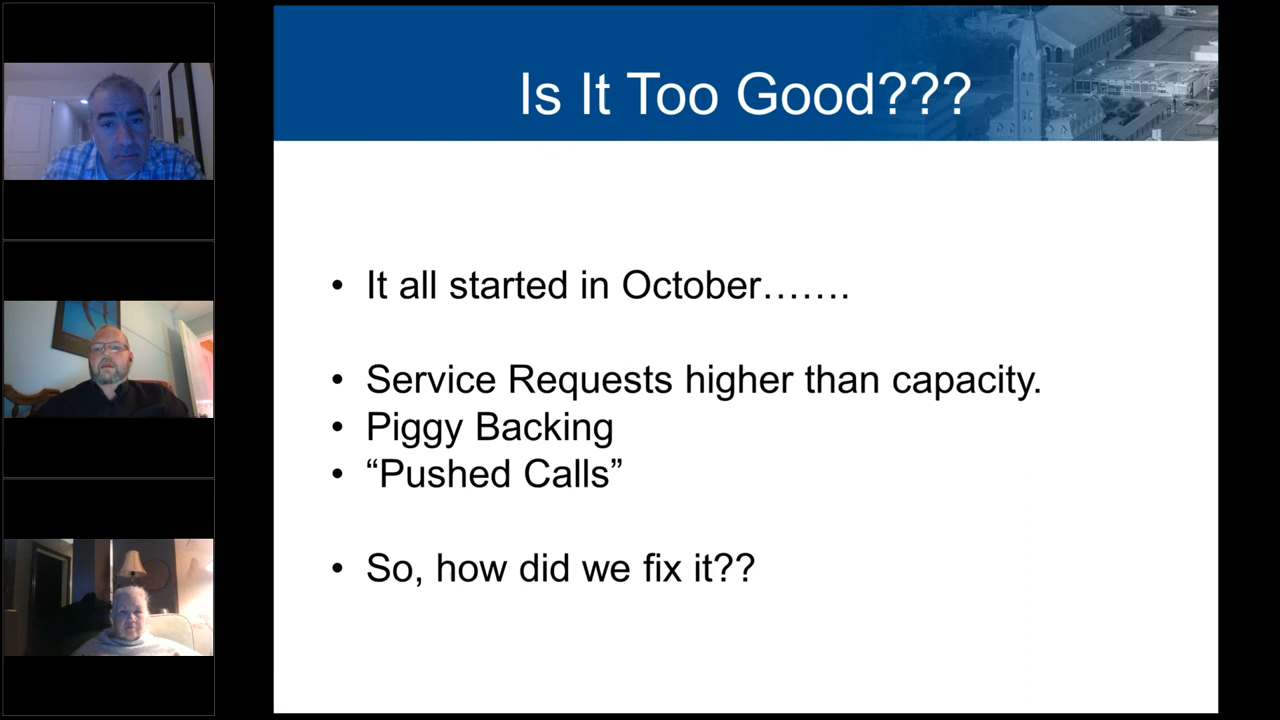 Is It Too Good???
• It all started in October…….
• Service Requests higher than capacity.
• Piggy Backing
• “Pushed Calls”
• So, how did we fix it??